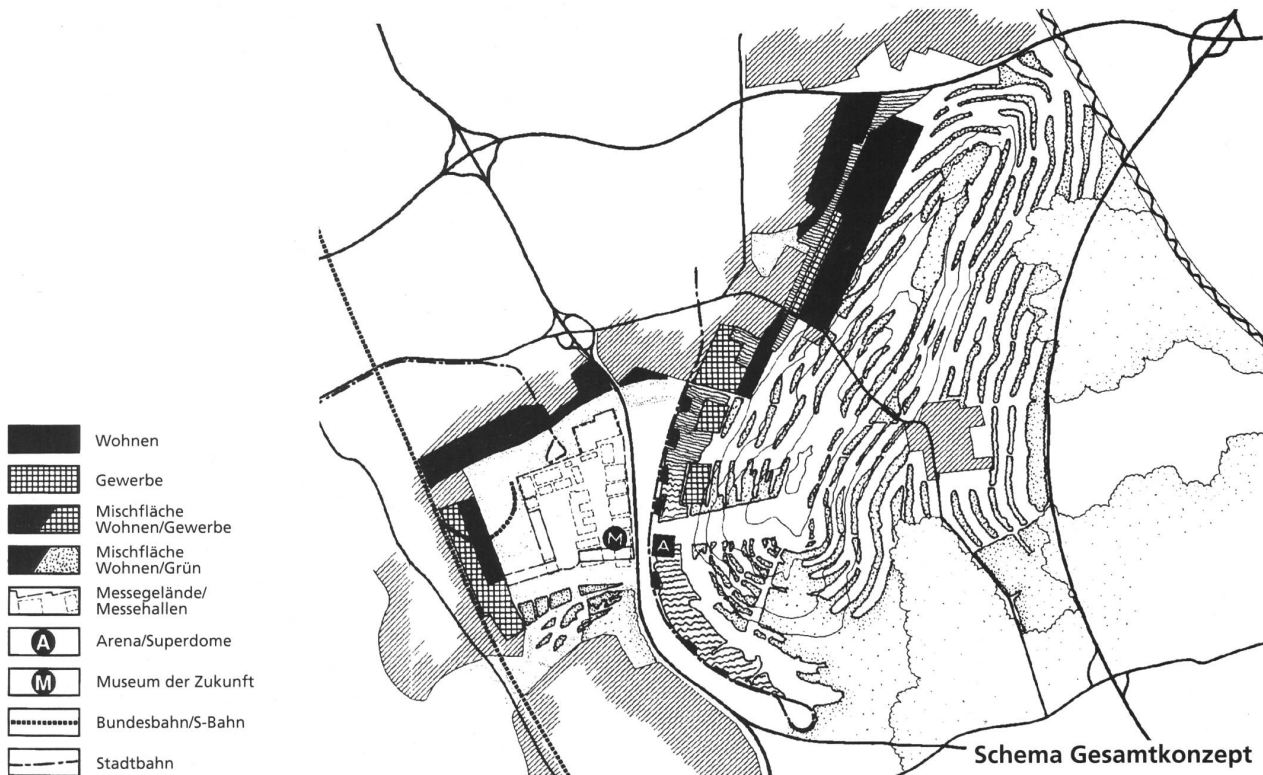 Wohnen
Gewerbe
Mischfläche
Wohnen/Gewerbe
Mischfläche
Wohnen/Grün
Messegelände/
Messehallen
A
Arena/Superdome
M
Museum der Zukunft
Bundesbahn/S-Bahn
Stadtbahn
M
A
Schema Gesamtkonzept